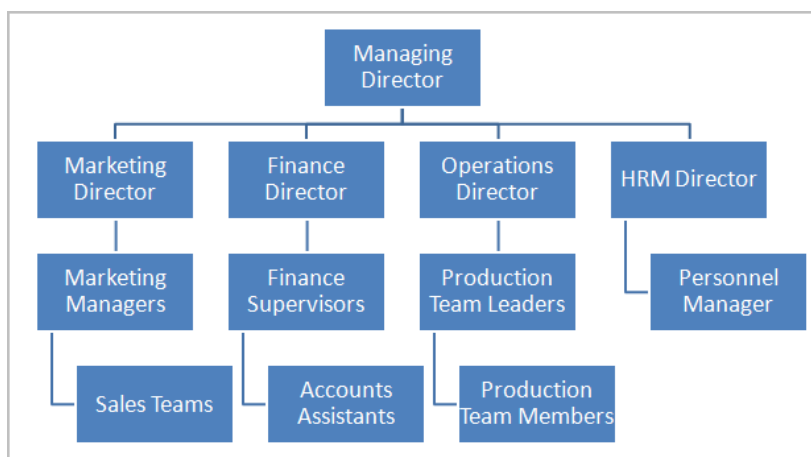 Managing
Director
Marketing
Director
Finance
Director
Operations
Director
HRM Director
Marketing
Managers
Finance
Supervisors
Production
Team Leaders
Personnel
Manager
Sales Teams
Accounts
Assistants
Production
Team Members